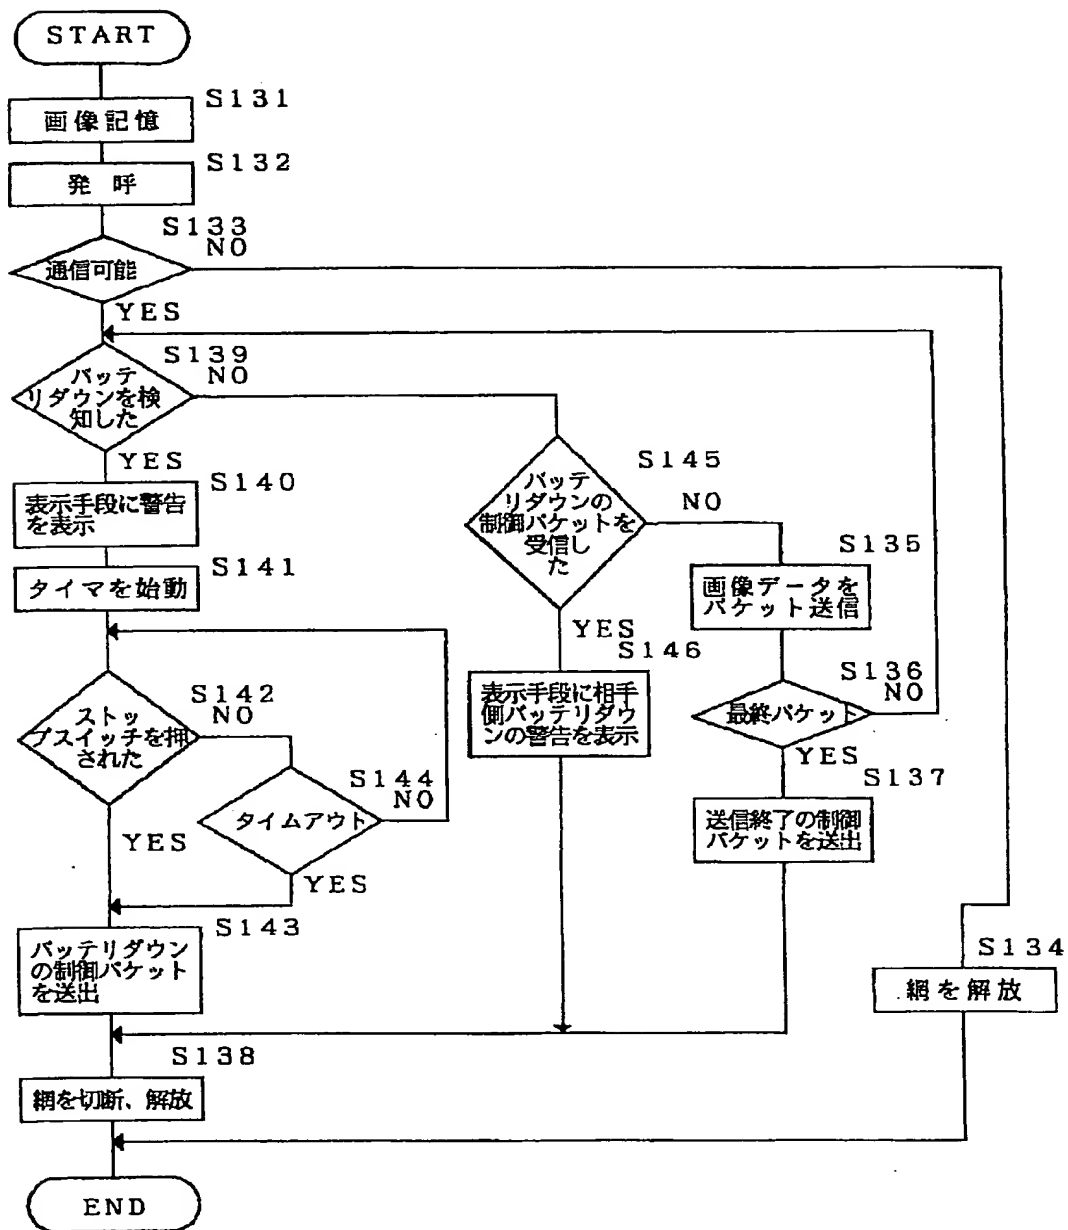 START
S131
画像記憶
S132
発呼
S133
NO
通信可能
YES
S139
NO
バッテ
リダウンを検
知した
YES
S140
表示手段に警告
を表示
S141
タイマを始動
S142
NO
ストッ
プスイッチを押
された
YES
S144
NO
タイムアウト
YES
S143
バッテリダウン
の制御パケット
を送出
S145
NO
バッテ
リダウンの
制御パケットを
受信し
た
YES
S146
表示手段に相手
側バッテリダウ
ンの警告を表示
S135
画像データを
パケット送信
S136
NO
最終パケット
YES
S137
送信終了の制御
パケットを送出
S134
網を解放
S138
網を切断、解放
END